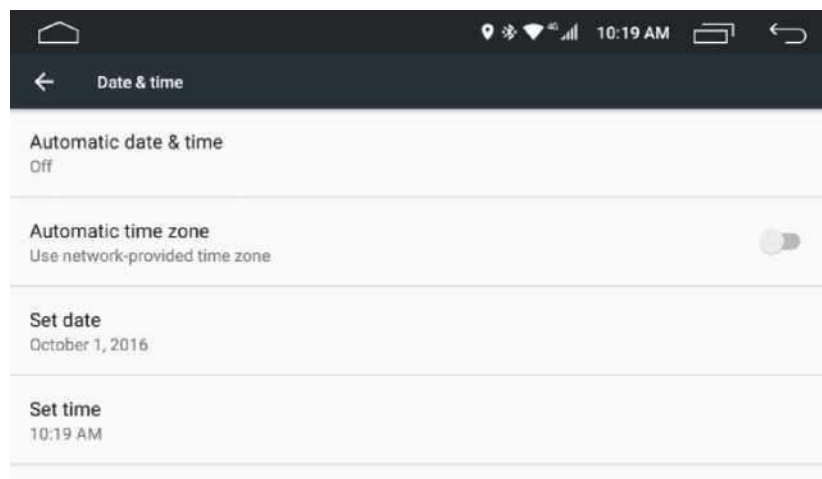 4G 10:19 AM
Date & time
Automatic date & time
Off
Automatic time zone
Use network-provided time zone
Set date
October 1, 2016
Set time
10:19 AM